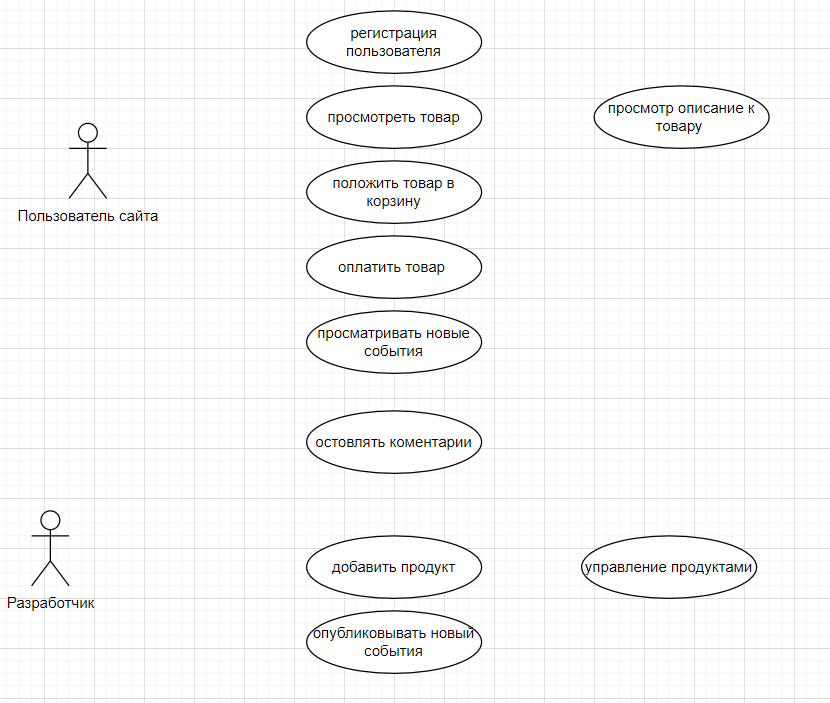 регистрация
пользователя
просмотреть товар
просмотр описание к
товару
Пользователь сайта
положить товар в
корзину
оплатить товар
просматривать новые
события
остовлять коментарии
Разработчик
добавить продукт
управление продуктами
опубликовывать новый
события